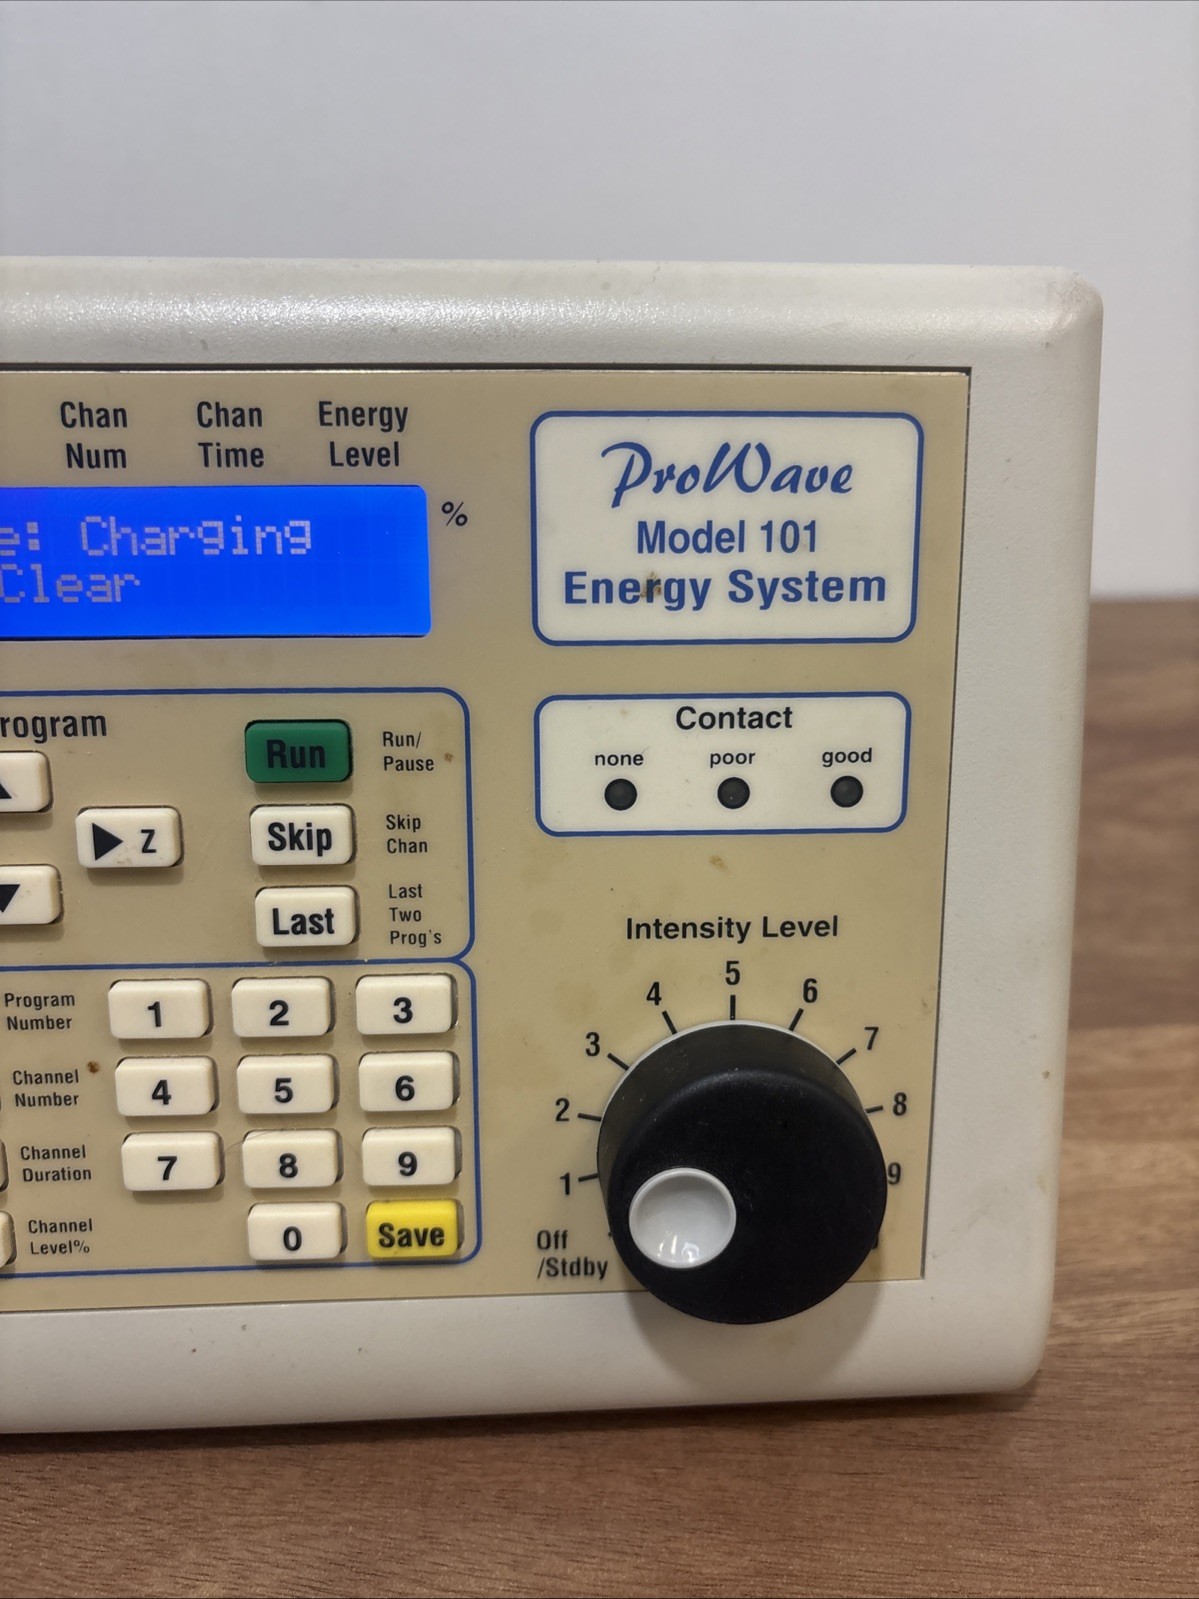 Chan Num
Chan Time
Energy Level
%
e: Charging
Clear
ProWave
Model 101
Energy System
Contact
none poor good
rogram
Run
Run/
Pause
Z
Skip
Skip
Chan
Last
Last
Two
Prog's
Program
Number
1 2 3
Channel
Number
4 5 6
Channel
Duration
7 8 9
Channel
Level%
0 Save
Intensity Level
1 2 3 4 5 6 7 8 9
Off
/Stdby